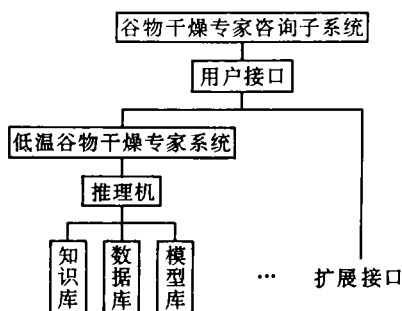 谷物干燥专家咨询子系统
用户接口
低温谷物干燥专家系统
推理机
知识库
数据库
模型库
…
扩展接口